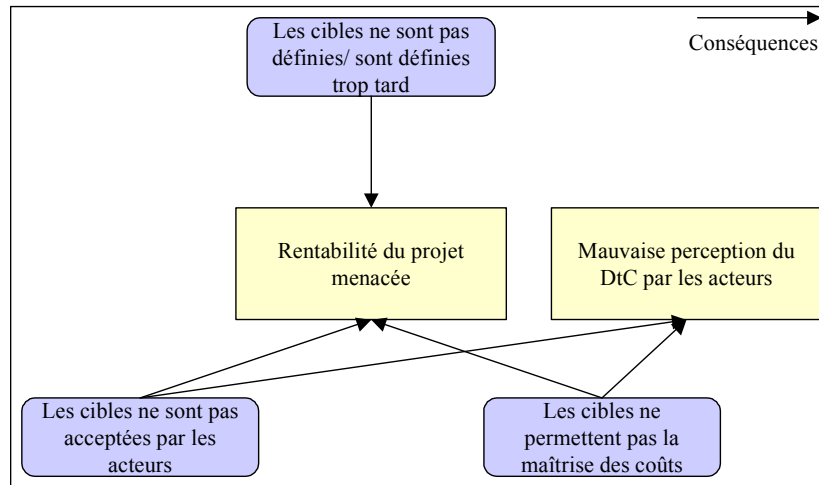 Les cibles ne sont pas
définies/ sont définies
trop tard
Conséquences
Rentabilité du projet
menacée
Mauvaise perception du
DtC par les acteurs
Les cibles ne sont pas
acceptées par les
acteurs
Les cibles ne
permettent pas la
maîtrise des coûts